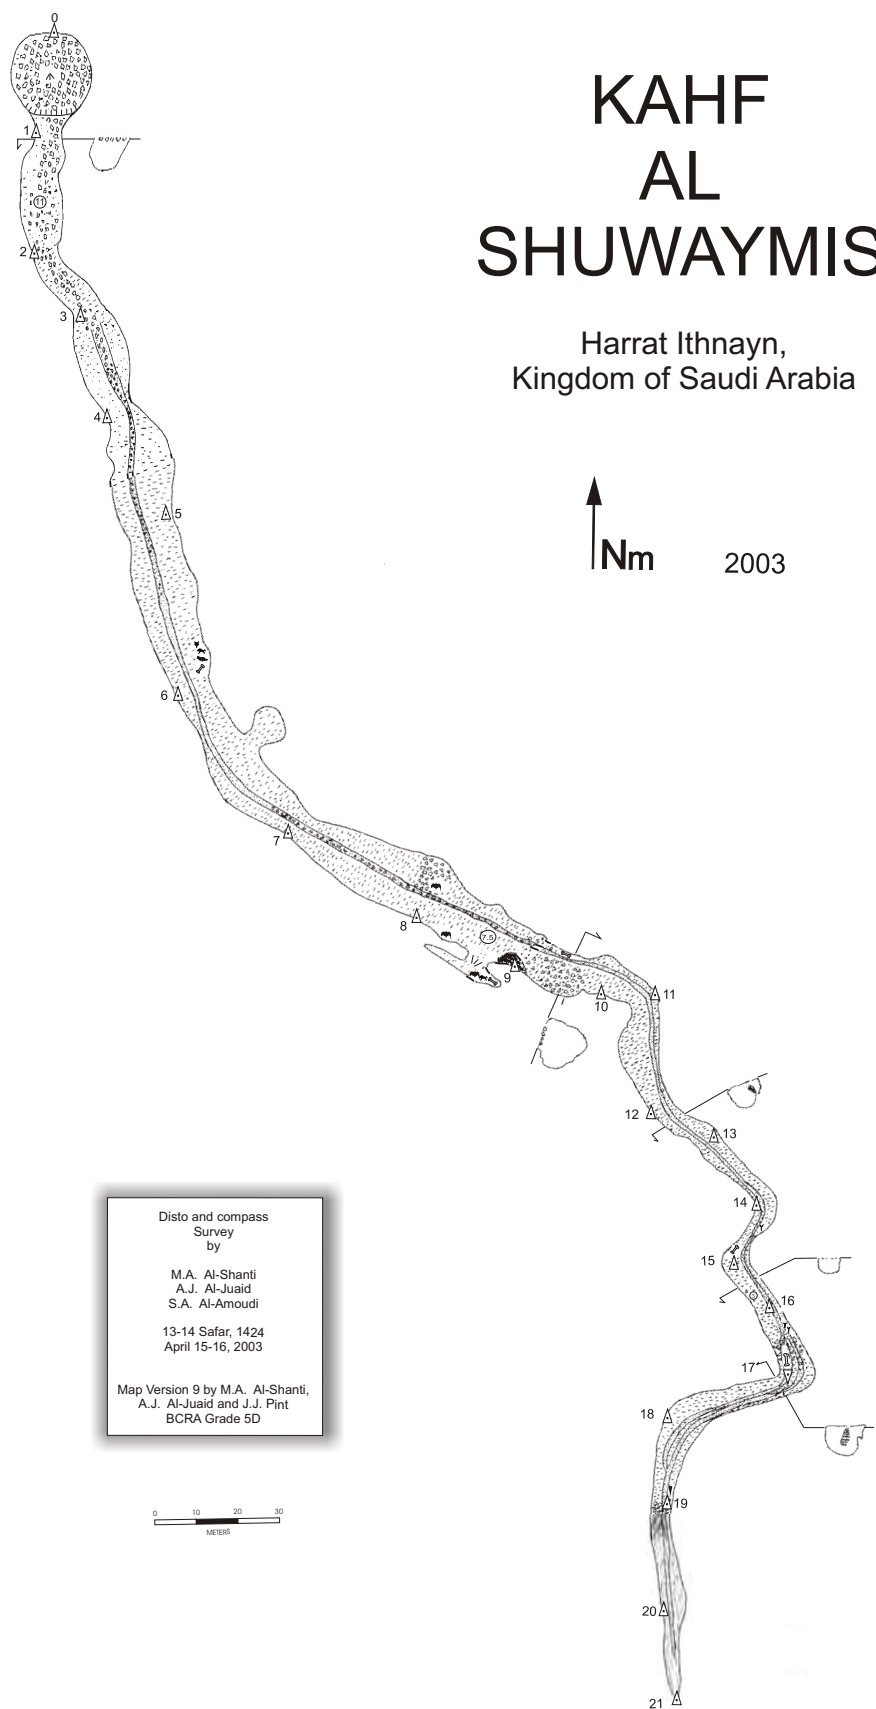 0
KAHF
AL
SHUWAYMIS
1
11
2
3
Harrat Ithnayn,
Kingdom of Saudi Arabia
4
5
Nm
2003
6
7
8
7.5
9
10
11
12
13
14
15
16
17
18
19
20
21
Disto and compass
Survey
by
M.A. Al-Shanti
A.J. Al-Juaid
S.A. Al-Amoudi
13-14 Safar, 1424
April 15-16, 2003
Map Version 9 by M.A. Al-Shanti,
A.J. Al-Juaid and J.J. Pint
BCRA Grade 5D
0 10 20 30
METERS